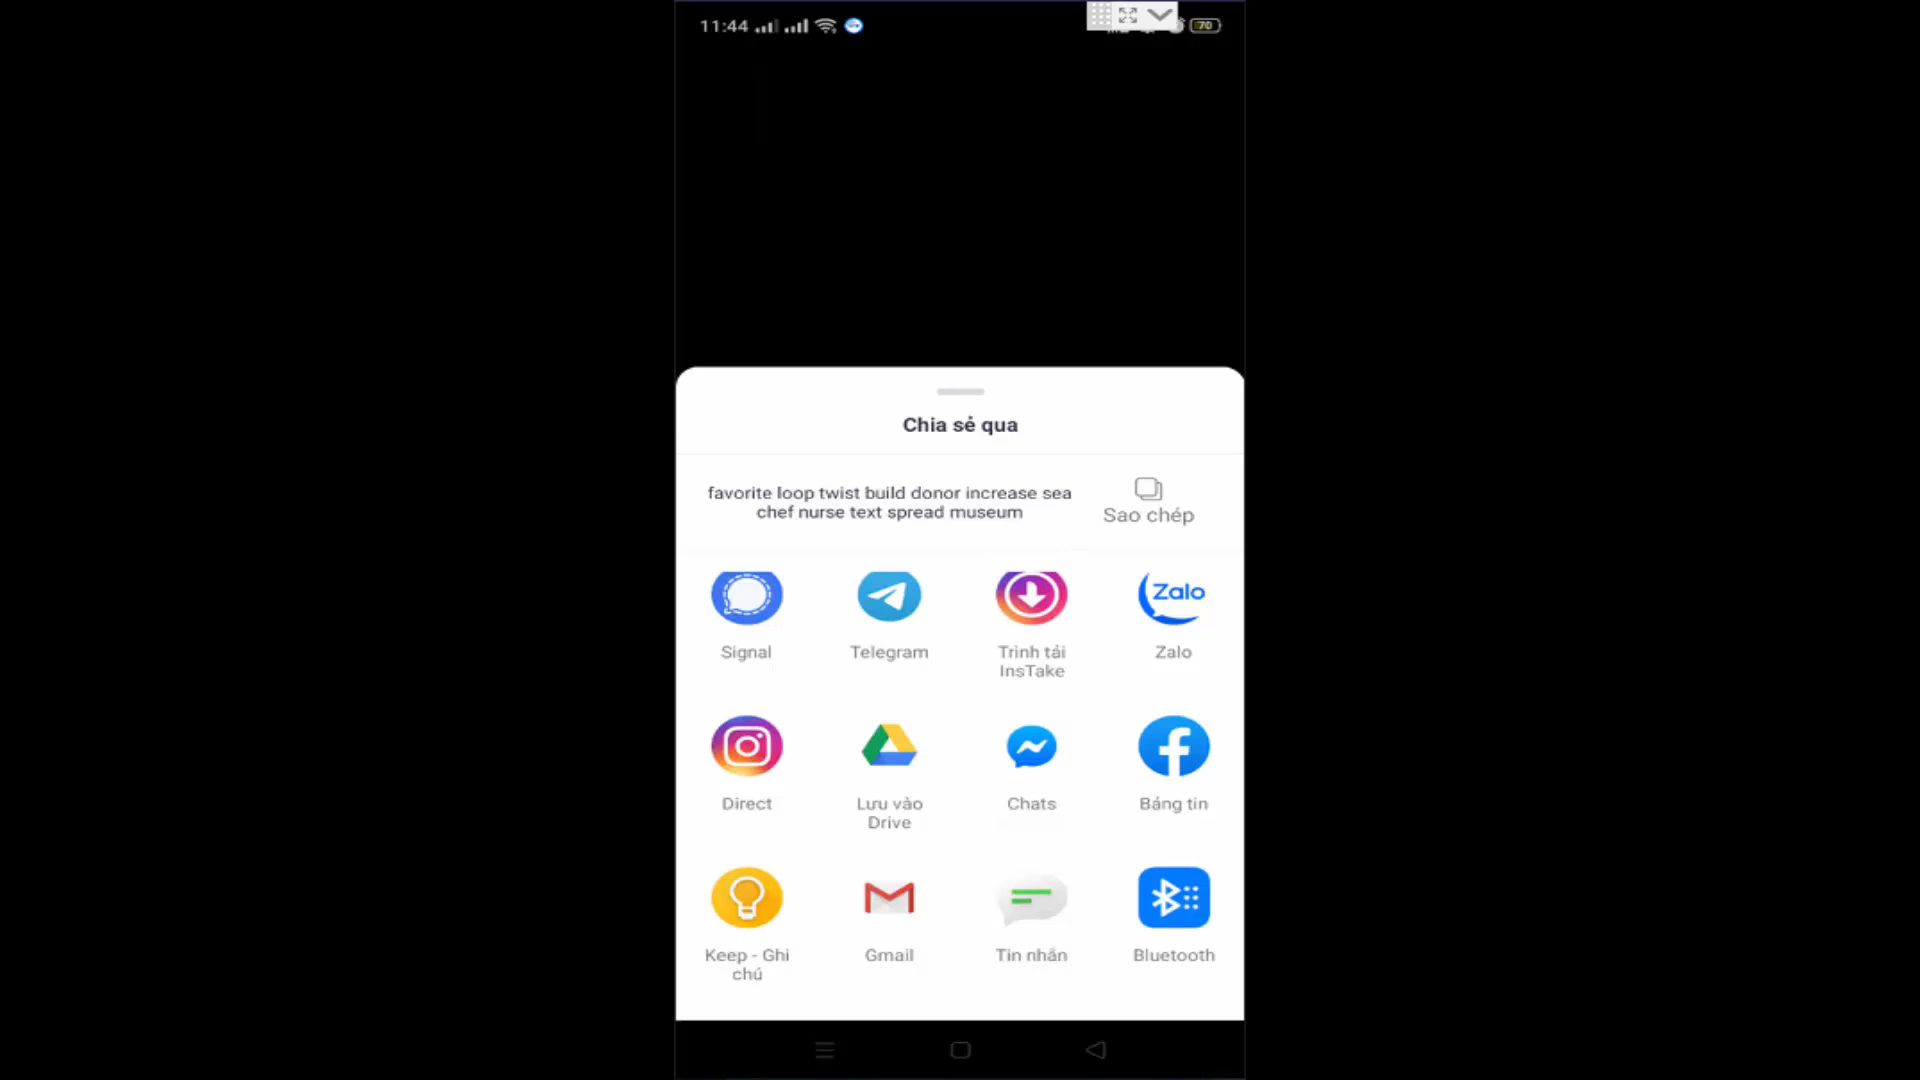 11:44
70
Chia sẻ qua
favorite loop twist build donor increase sea
chef nurse text spread museum
Sao chép
Signal
Telegram
Trình tải
InsTake
Zalo
Zalo
Direct
Lưu vào
Drive
Chats
Bảng tin
Keep - Ghi
chú
Gmail
Tin nhắn
Bluetooth